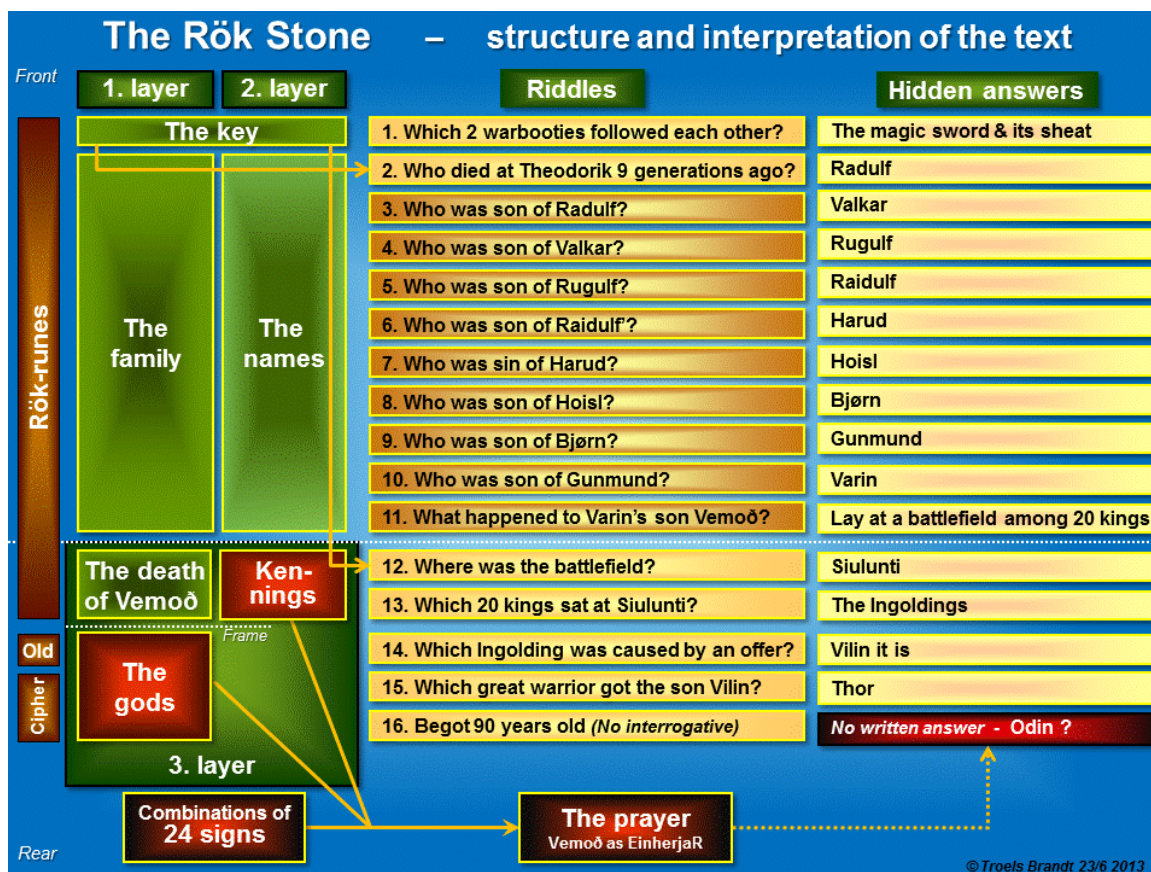 The Rök Stone – structure and interpretation of the text
Front
1. layer 2. layer Riddles Hidden answers
The key
1. Which 2 warbooties followed each other? The magic sword & its sheat
2. Who died at Theodorik 9 generations ago? Radulf
3. Who was son of Radulf? Valkar
4. Who was son of Valkar? Rugulf
5. Who was son of Rugulf? Raidulf
6. Who was son of Raidulf'? Harud
7. Who was sin of Harud? Hoisl
8. Who was son of Hoisl? Bjørn
9. Who was son of Bjørn? Gunmund
10. Who was son of Gunmund? Varin
11. What happened to Varin's son Vemoð? Lay at a battlefield among 20 kings
Rök-runes
The
family
The
names
12. Where was the battlefield? Siulunti
13. Which 20 kings sat at Siulunti? The Ingoldings
The death
of Vemoð
Ken-
nings
Frame
Old
14. Which Ingolding was caused by an offer? Vilin it is
15. Which great warrior got the son Vilin? Thor
16. Begot 90 years old (No interrogative) No written answer - Odin ?
Cipher
The
gods
3. layer
Combinations of
24 signs
The prayer
Vemoð as EinherjaR
Rear
© Troels Brandt 23/6 2013